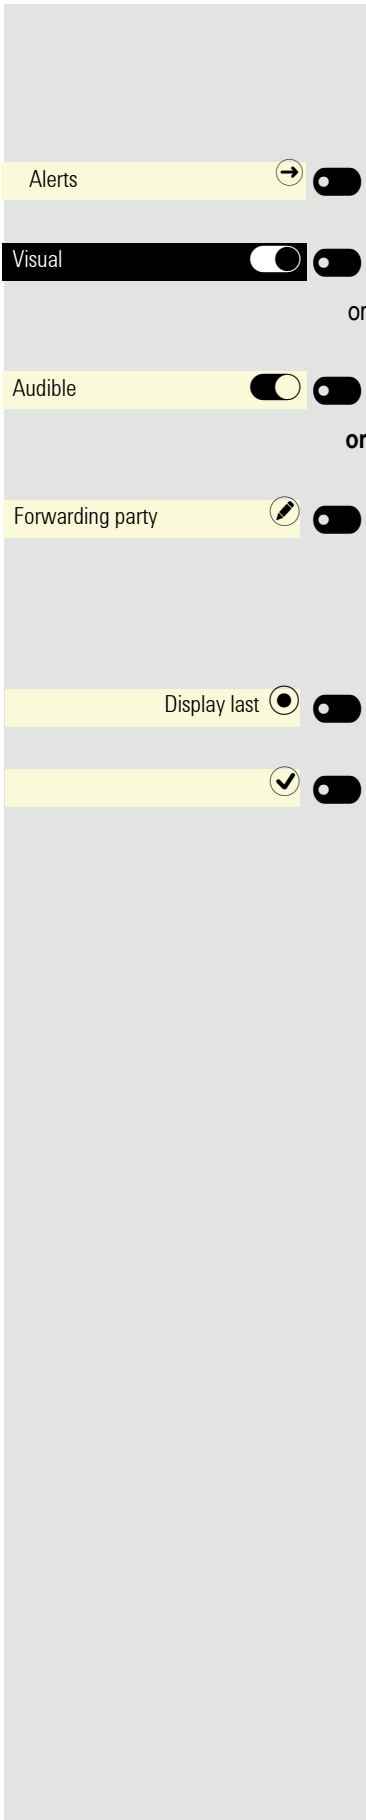 Alerts
Visual
or
Audible
or
Forwarding party
Display last